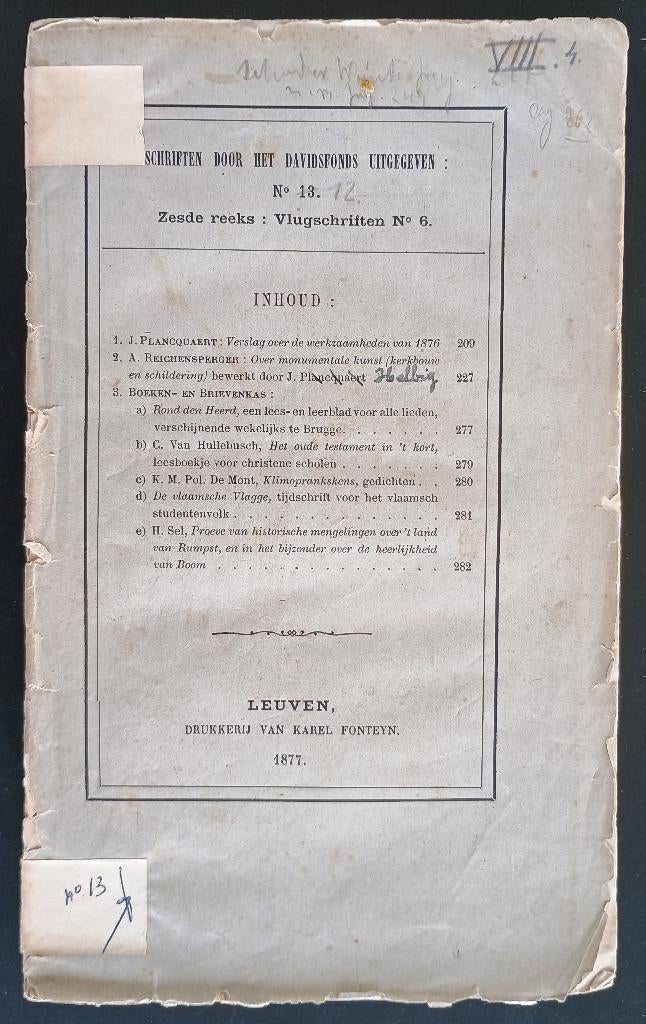 VIII. 4.
SCHRIFTEN DOOR HET DAVIDSFONDS UITGEGEVEN :
Nº 13. 12.
Zesde reeks : Vlugschriften Nº 6.
INHOUD :
1. J. PLANCQUAERT : Verslag over de werkzaamheden van 1876 209
2. A. REICHENSPERGER : Over monumentale kunst (kerkbouw
en schildering) bewerkt door J. Plancquaert Helbig 227
3. BOEKEN- EN BRIEVENKAS :
a) Rond den Heerd, een lees- en leerblad voor alle lieden,
verschijnende wekelijks te Brugge. . . . . . . 277
b) C. Van Hullebusch, Het oude testament in 't kort,
leesboekje voor christene scholen . . . . . . . 279
c) K. M. Pol. De Mont, Klimoprankskens, gedichten . . 280
d) De vlaamsche Vlagge, tijdschrift voor het vlaamsch
studentenvolk . . . . . . . . . . . . . . 281
e) H. Sel, Proeve van historische mengelingen over 't land
van Rumpst, en in het bijzonder over de heerlijkheid
van Boom . . . . . . . . . . . . . . . 282
LEUVEN,
DRUKKERIJ VAN KAREL FONTEYN.
1877.
Nº. 13